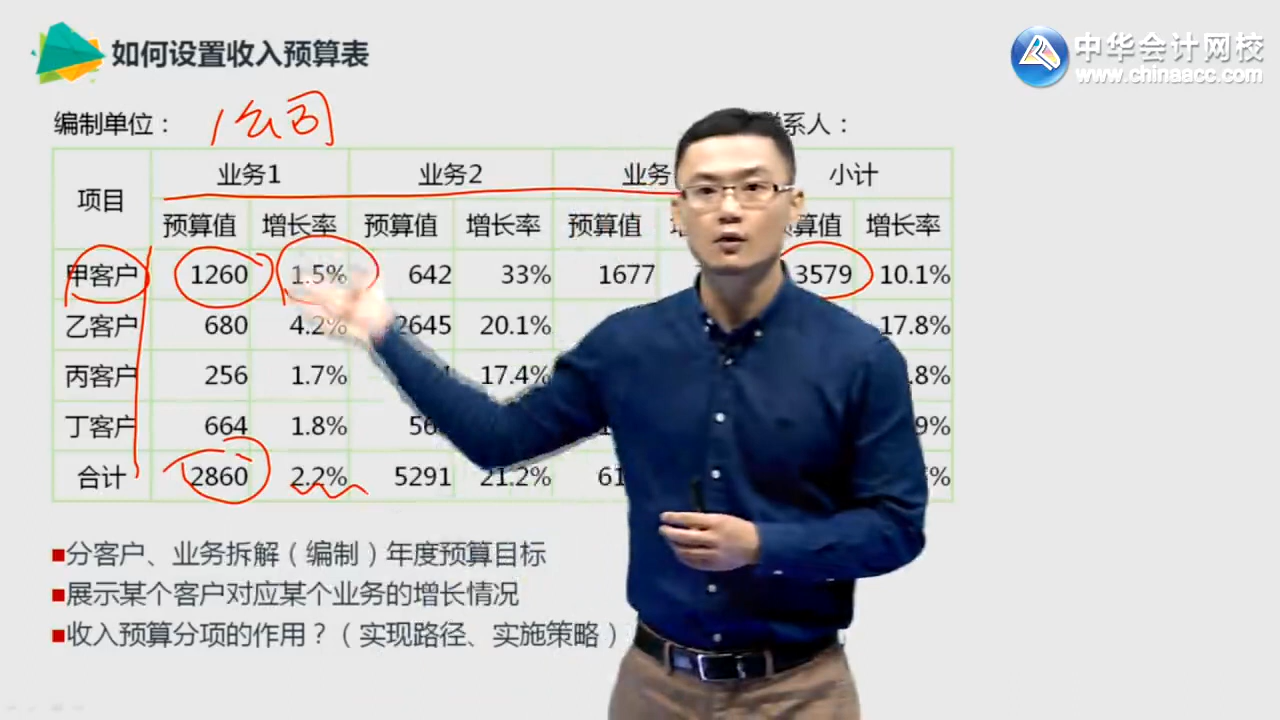 如何设置收入预算表
中华会计网校
www.chinaacc.com
编制单位： 1公司 系人：
项目 业务1 业务2 业务 小计
预算值 增长率 预算值 增长率 预算值 算值 增长率
甲客户 1260 1.5% 642 33% 1677 3579 10.1%
乙客户 680 4.2% 2645 20.1% 17.8%
丙客户 256 1.7% 17.4% .8%
丁客户 664 1.8% 9%
合计 2860 2.2% 5291 21.2% %
■分客户、业务拆解（编制）年度预算目标
■展示某个客户对应某个业务的增长情况
■收入预算分项的作用？（实现路径、实施策略）